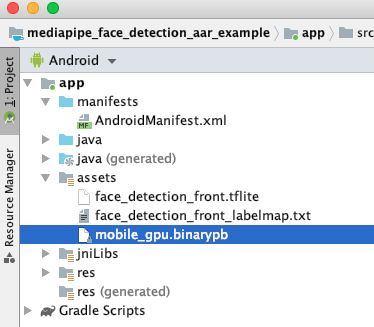 mediapipe_face_detection_aar_example app src
Android
app
manifests
AndroidManifest.xml
java
java (generated)
assets
face_detection_front.tflite
face_detection_front_labelmap.txt
mobile_gpu.binarypb
jniLibs
res
res (generated)
Gradle Scripts
1: Project
Resource Manager